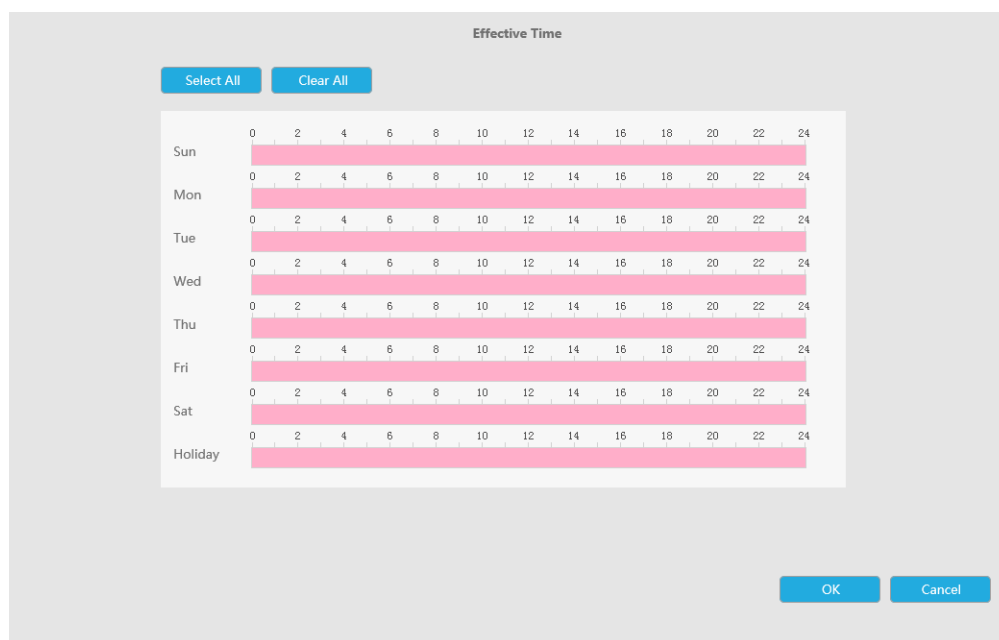 Effective Time
Select All Clear All
0 2 4 6 8 10 12 14 16 18 20 22 24
Sun
0 2 4 6 8 10 12 14 16 18 20 22 24
Mon
0 2 4 6 8 10 12 14 16 18 20 22 24
Tue
0 2 4 6 8 10 12 14 16 18 20 22 24
Wed
0 2 4 6 8 10 12 14 16 18 20 22 24
Thu
0 2 4 6 8 10 12 14 16 18 20 22 24
Fri
0 2 4 6 8 10 12 14 16 18 20 22 24
Sat
0 2 4 6 8 10 12 14 16 18 20 22 24
Holiday
OK Cancel